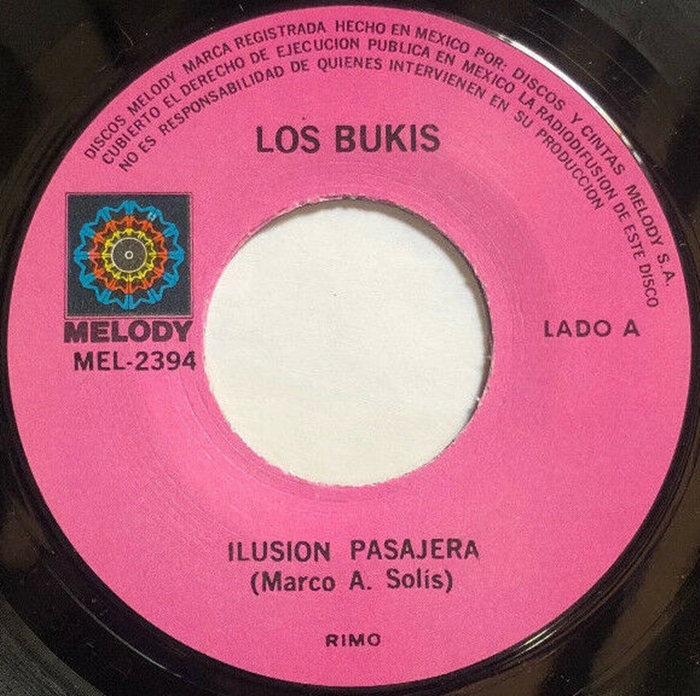 DISCOS MELODY MARCA REGISTRADA HECHO EN MEXICO POR: DISCOS Y CINTAS MELODY S.A.
CUBIERTO EL DERECHO DE EJECUCION PUBLICA EN MEXICO LA RADIODIFUSION DE ESTE DISCO
NO ES RESPONSABILIDAD DE QUIENES INTERVIENEN EN SU PRODUCCION
LOS BUKIS
MELODY
MEL-2394
LADO A
ILUSION PASAJERA
(Marco A. Solís)
RIMO